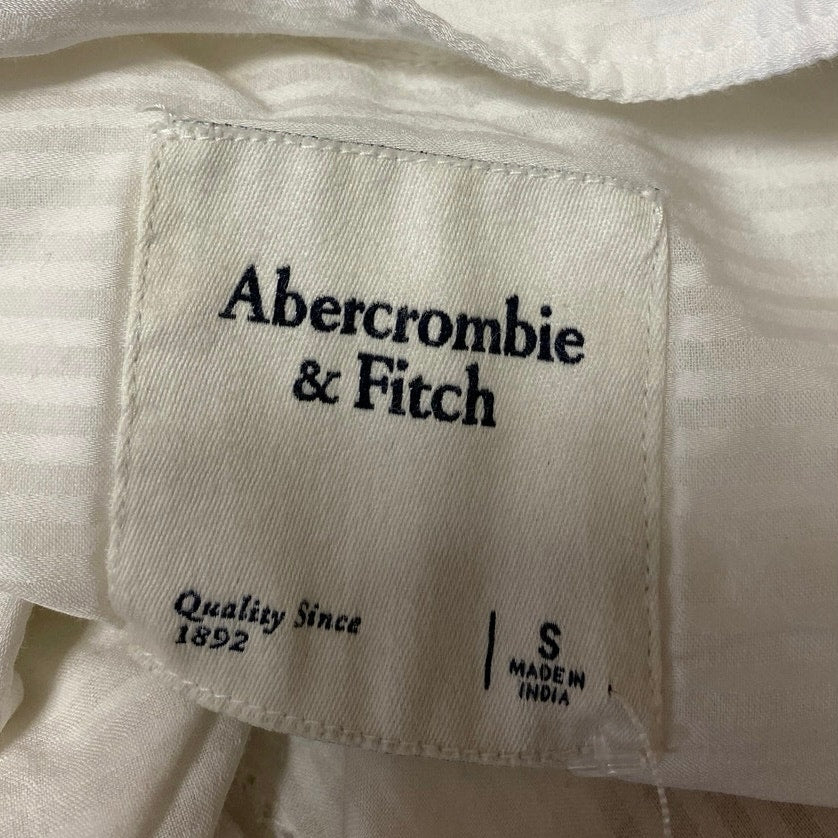 Abercrombie
& Fitch
Quality Since
1892
S
MADE IN
INDIA